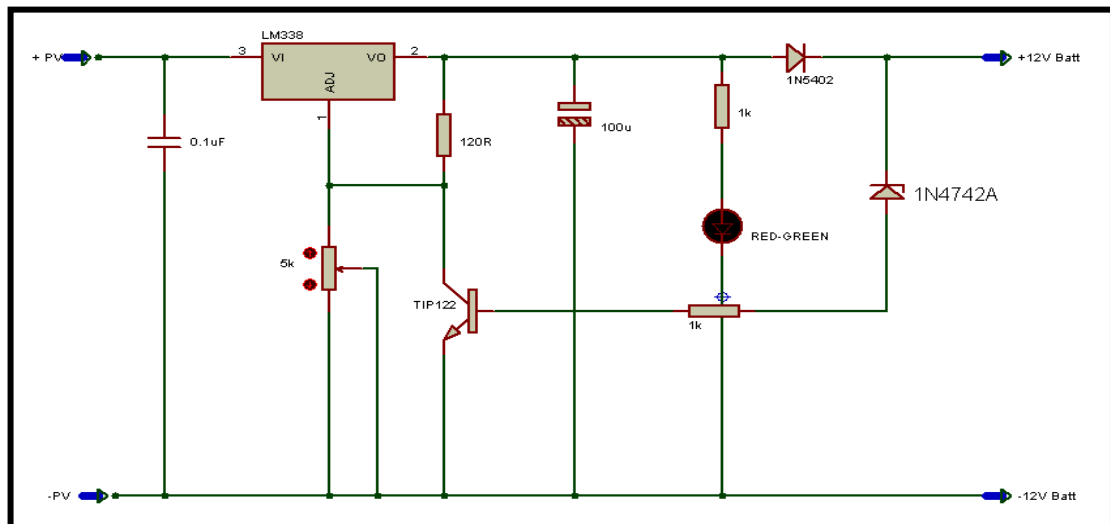 LM338
+ PV
3
VI
VO
2
ADJ
1
+12V Batt
1N5402
0.1uF
120R
100u
1k
1N4742A
RED-GREEN
5k
TIP122
1k
-PV
-12V Batt